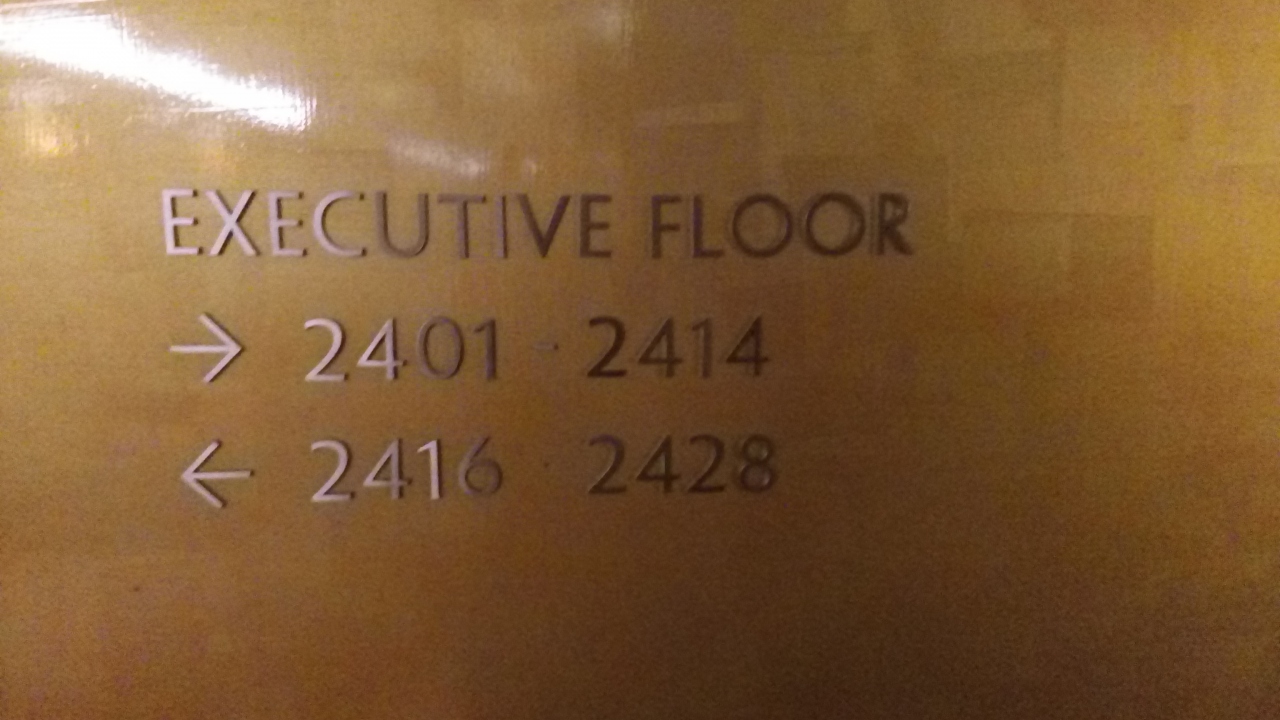 EXECUTIVE FLOOR
→ 2401 - 2414
← 2416 - 2428